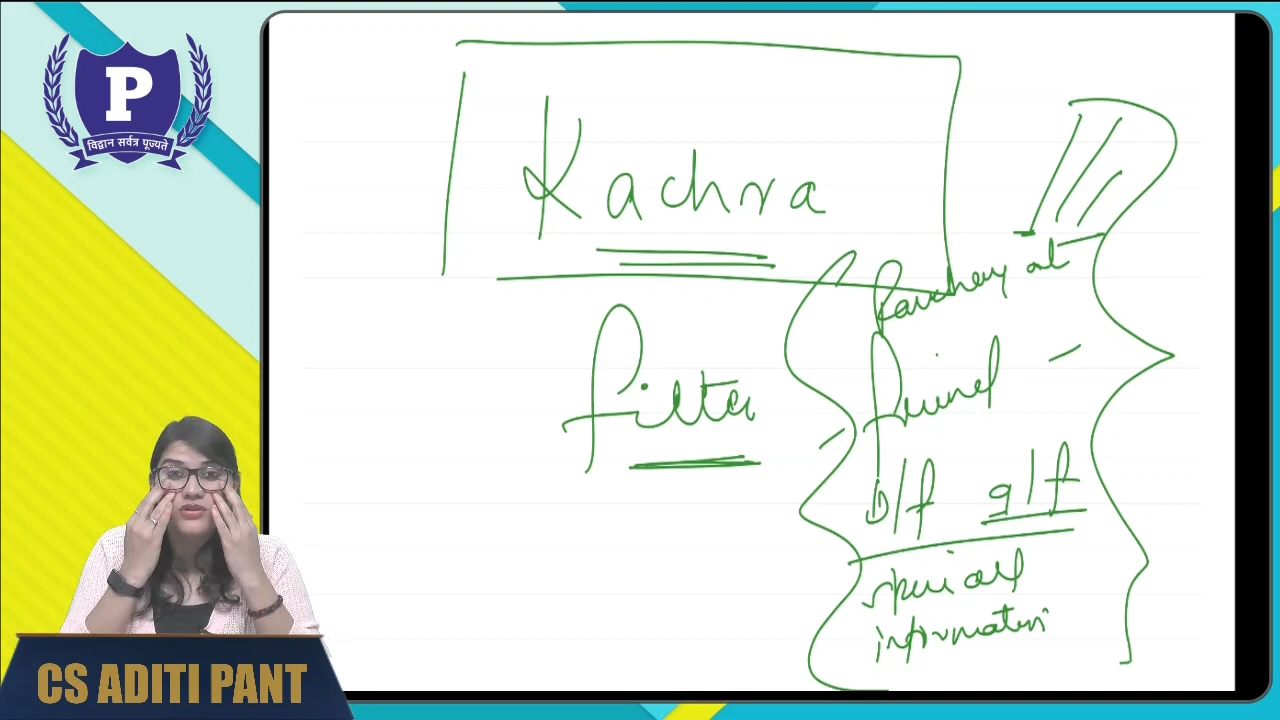 P
विद्वान सर्वत्र पूज्यते
Kachra
filter
b/f g/f
special
information
CS ADITI PANT